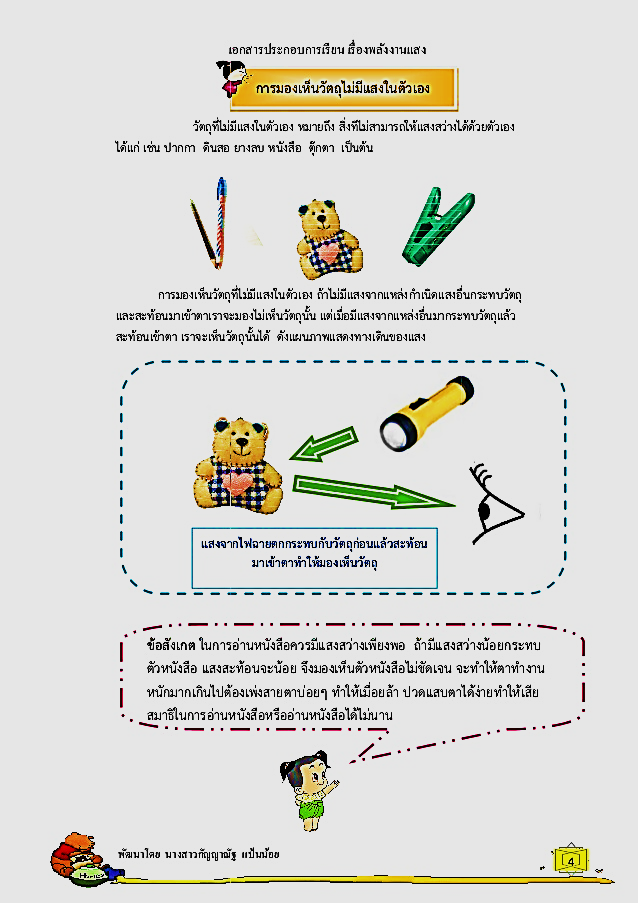 เอกสารประกอบการเรียน เรื่องพลังงานแสง
การมองเห็นวัตถุไม่มีแสงในตัวเอง
วัตถุที่ไม่มีแสงในตัวเอง หมายถึง สิ่งที่ไม่สามารถให้แสงสว่างได้ด้วยตัวเอง
ได้แก่ เช่น ปากกา ดินสอ ยางลบ หนังสือ ตุ๊กตา เป็นต้น
การมองเห็นวัตถุที่ไม่มีแสงในตัวเอง ถ้าไม่มีแสงจากแหล่งกำเนิดแสงอื่นกระทบวัตถุ
และสะท้อนมาเข้าตาเราจะมองไม่เห็นวัตถุนั้น แต่เมื่อมีแสงจากแหล่งอื่นมากระทบวัตถุแล้ว
สะท้อนเข้าตา เราจะเห็นวัตถุนั้นได้ ดังแผนภาพแสดงทางเดินของแสง
แสงจากไฟฉายตกกระทบกับวัตถุก่อนแล้วสะท้อน
มาเข้าตาทำให้มองเห็นวัตถุ
ข้อสังเกต ในการอ่านหนังสือควรมีแสงสว่างเพียงพอ ถ้ามีแสงสว่างน้อยกระทบ
ตัวหนังสือ แสงสะท้อนจะน้อย จึงมองเห็นตัวหนังสือไม่ชัดเจน จะทำให้ตาทำงาน
หนักมากเกินไปต้องเพ่งสายตาบ่อยๆ ทำให้เมื่อยล้า ปวดแสบตาได้ง่ายทำให้เสีย
สมาธิในการอ่านหนังสือหรืออ่านหนังสือได้ไม่นาน
พัฒนาโดย นางสาวกัญญาณัฐ แป้นน้อย
4